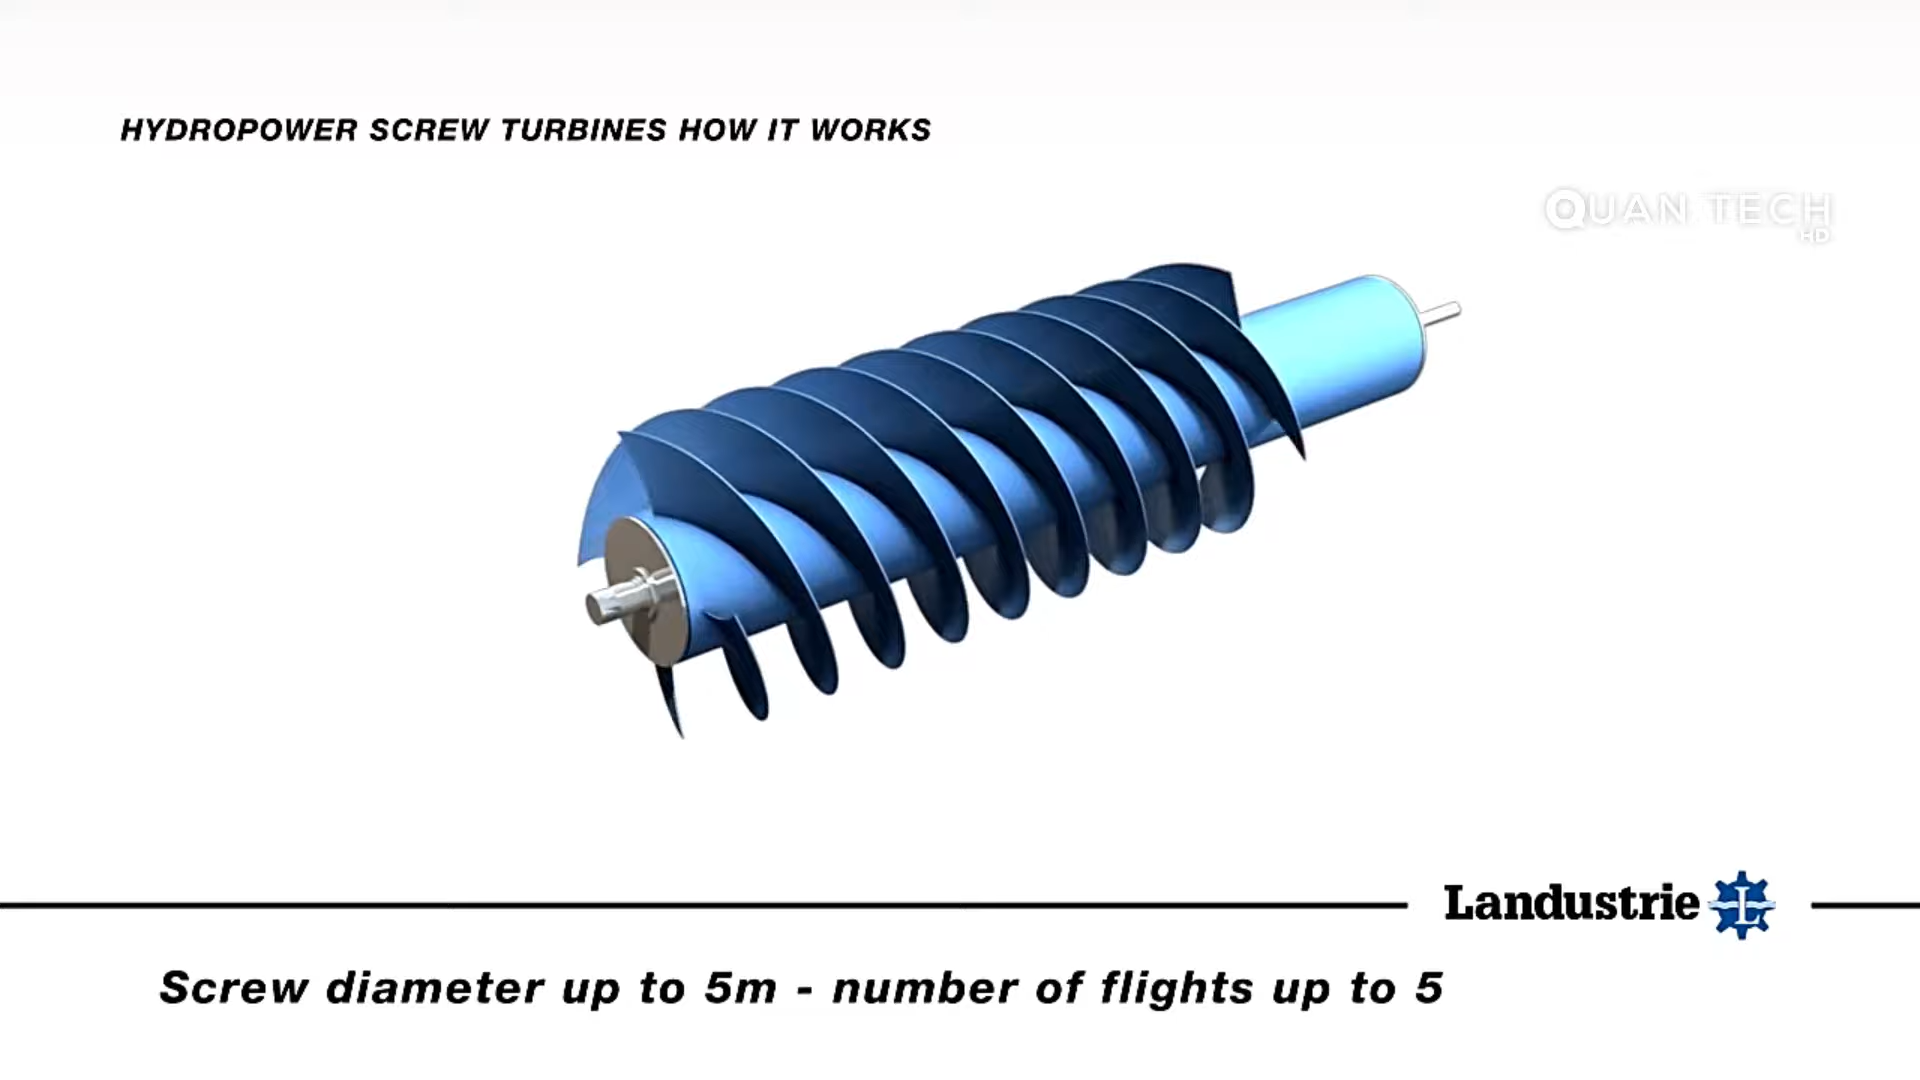 HYDROPOWER SCREW TURBINES HOW IT WORKS
QUAN TECH
HD
Landustrie
L
Screw diameter up to 5m - number of flights up to 5